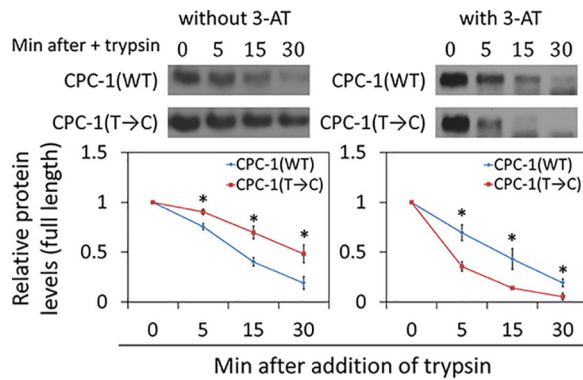 without 3-AT with 3-AT
Min after + trypsin 0 5 15 30 0 5 15 30
CPC-1(WT) CPC-1(WT)
CPC-1(T→C) CPC-1(T→C)
Relative protein
levels (full length)
1.5 1.5
CPC-1(WT) CPC-1(WT)
CPC-1(T→C) CPC-1(T→C)
1 1
* * * * * *
0.5 0.5
0 0
0 5 15 30 0 5 15 30
Min after addition of trypsin